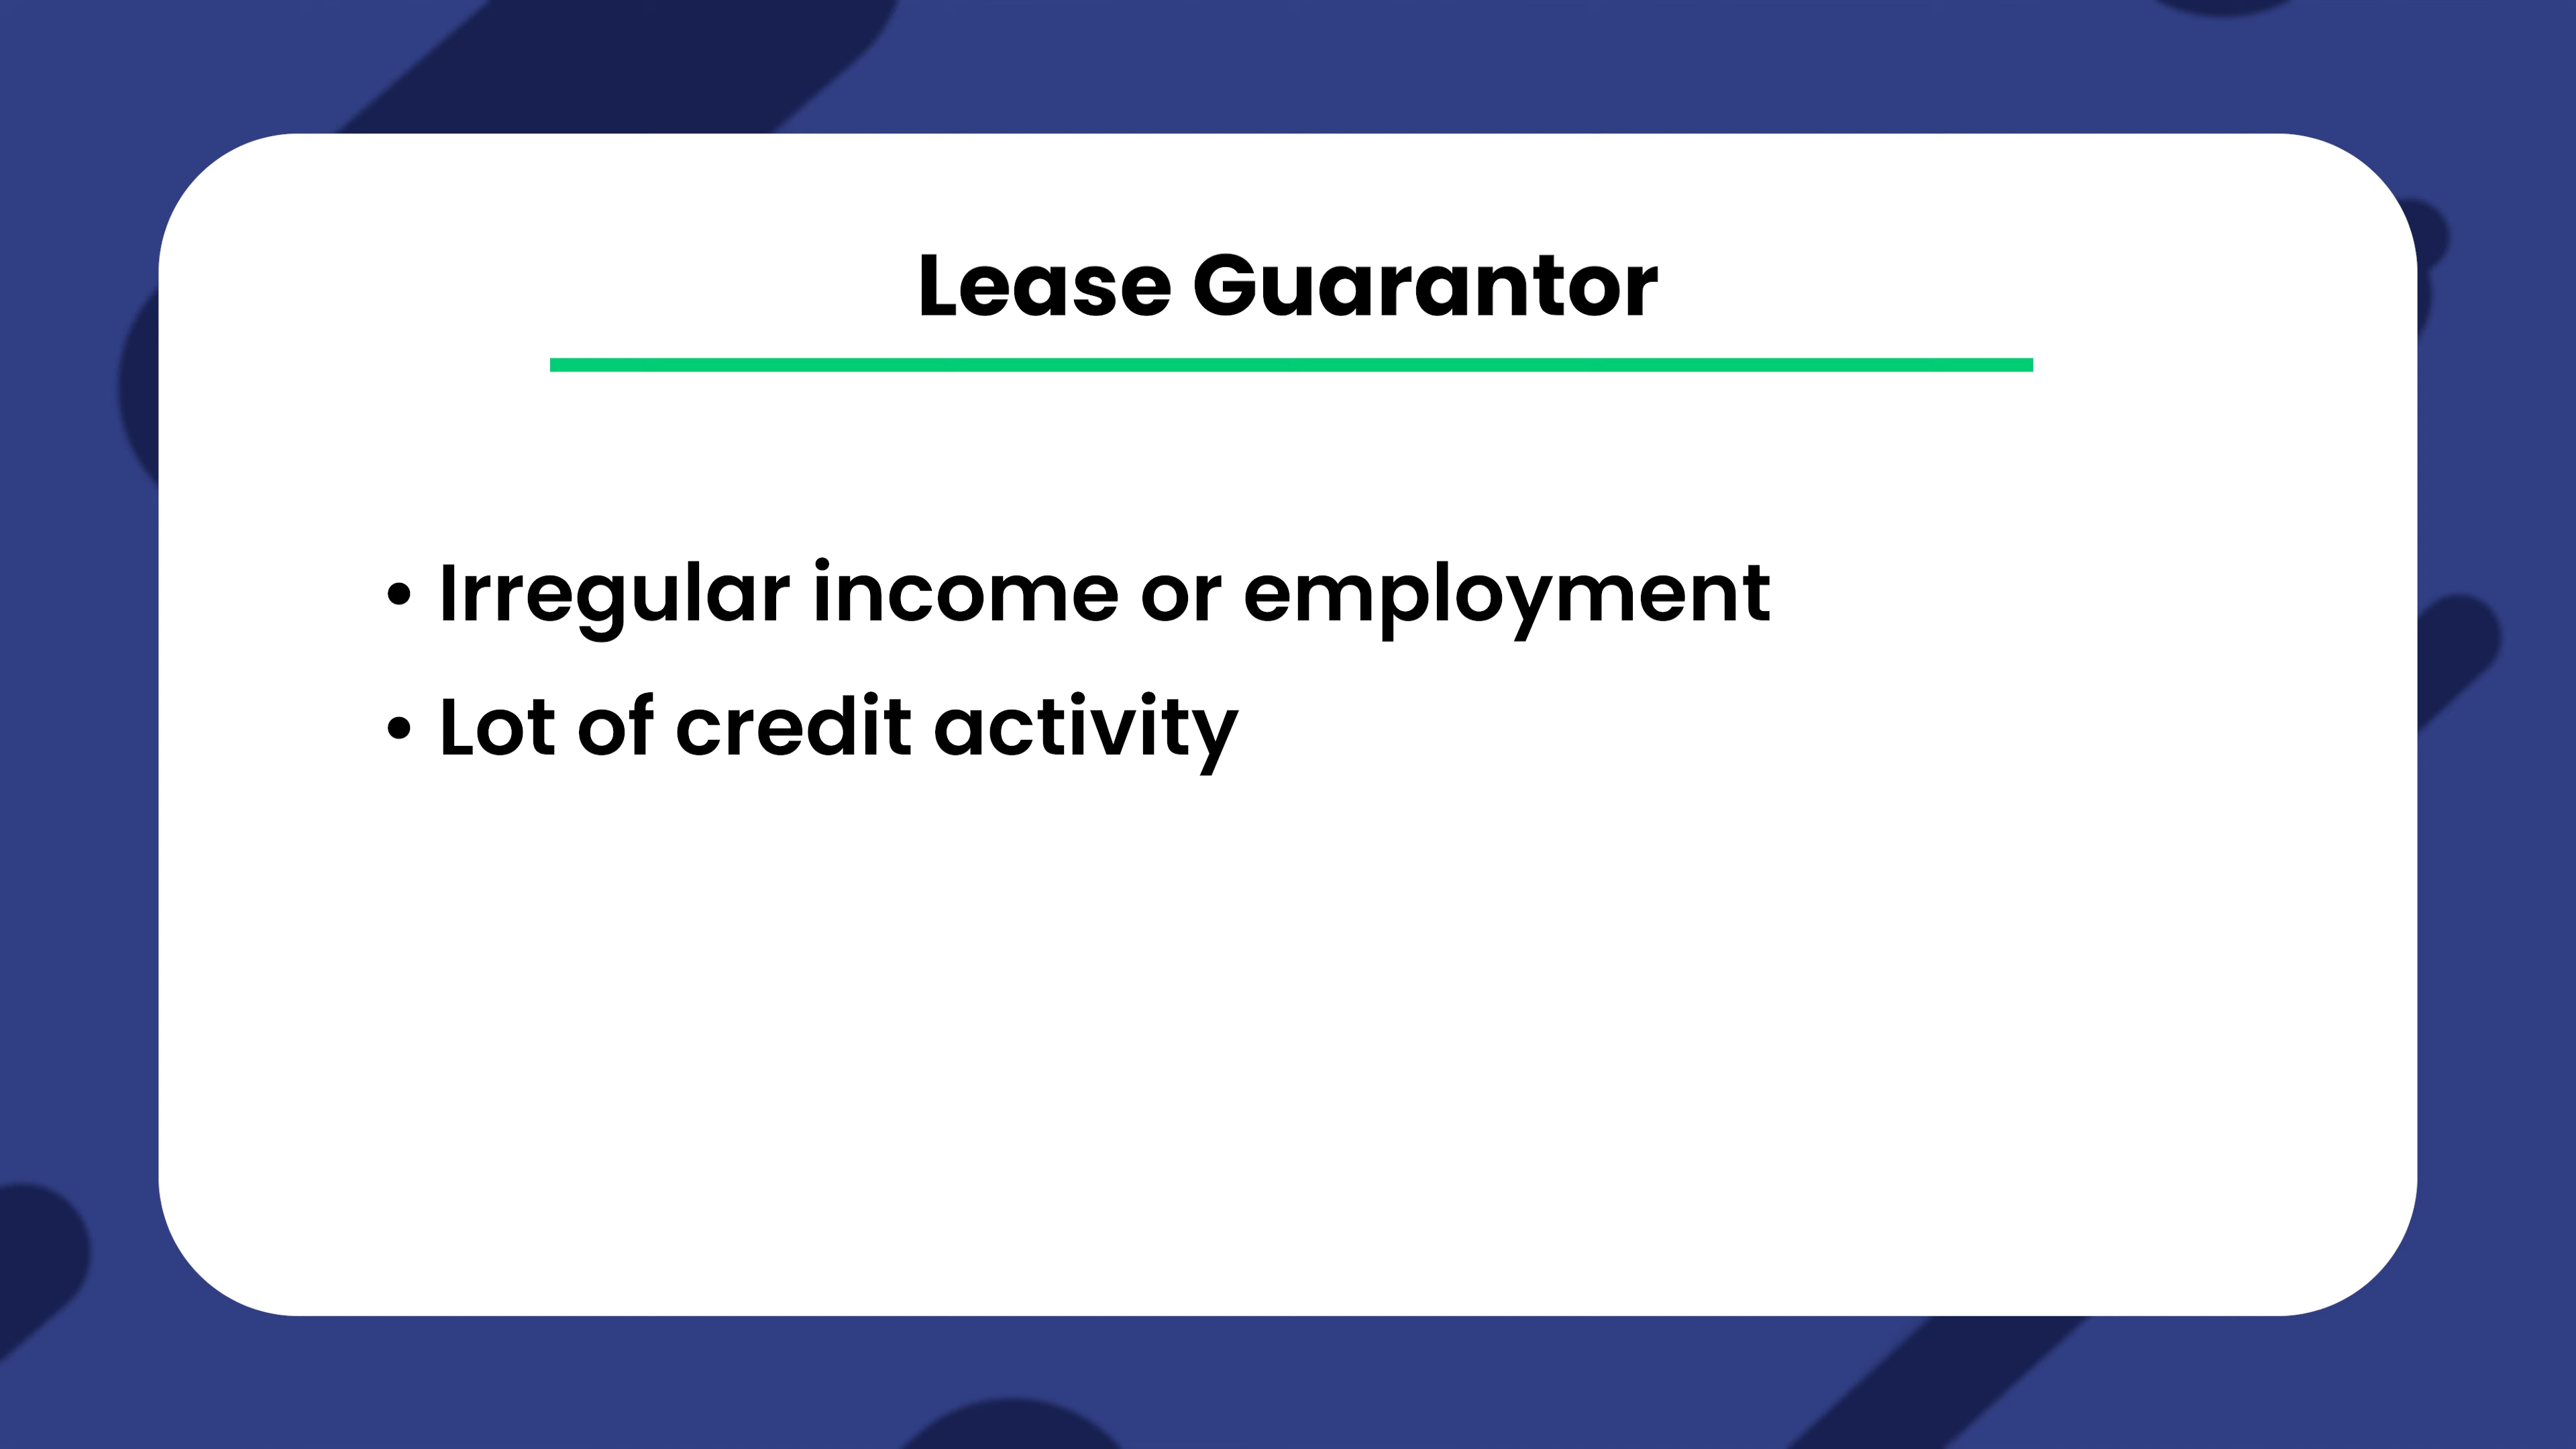 Lease Guarantor
• Irregular income or employment
• Lot of credit activity